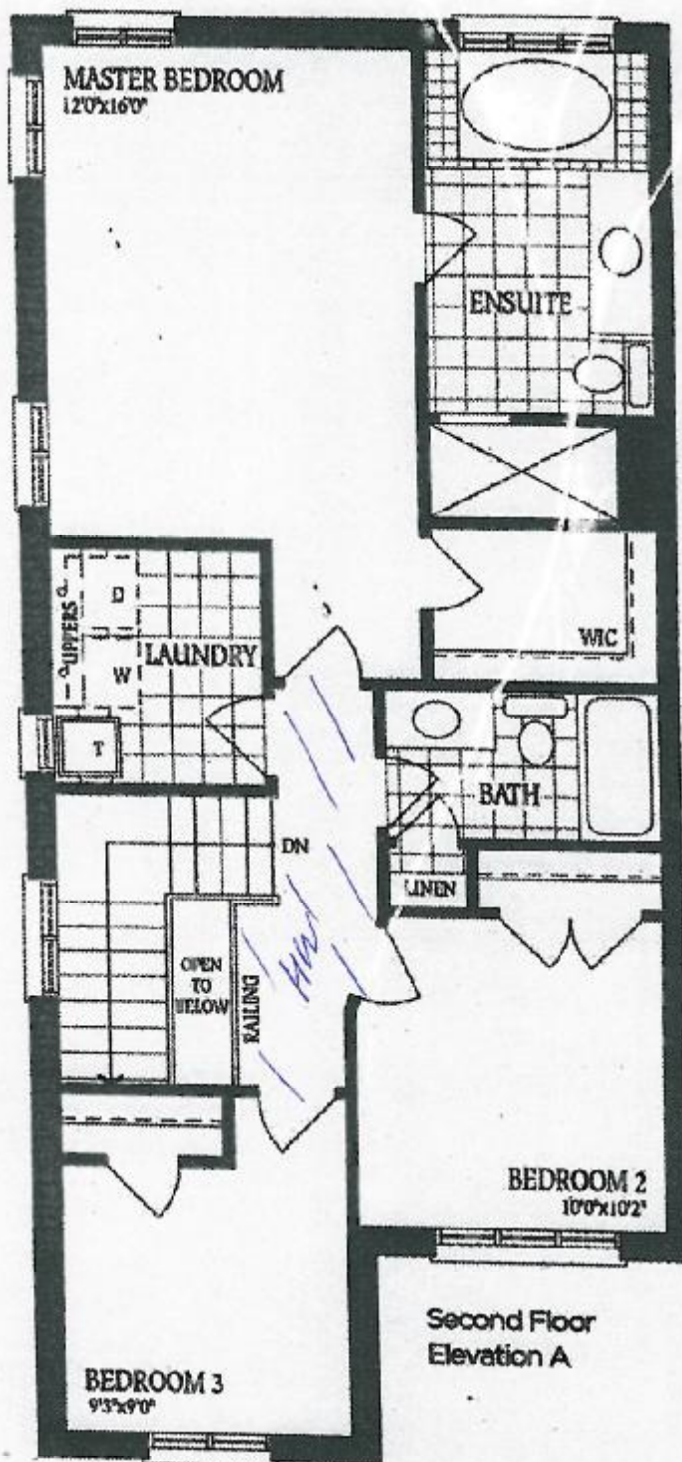 MASTER BEDROOM
12'0"x16'0"
ENSUITE
WIC
UPPERS
D
W
LAUNDRY
T
BATH
DN
LINEN
OPEN
TO
BELOW
RAILING
HW
BEDROOM 2
10'0"x10'2"
Second Floor
Elevation A
BEDROOM 3
9'3"x9'0"